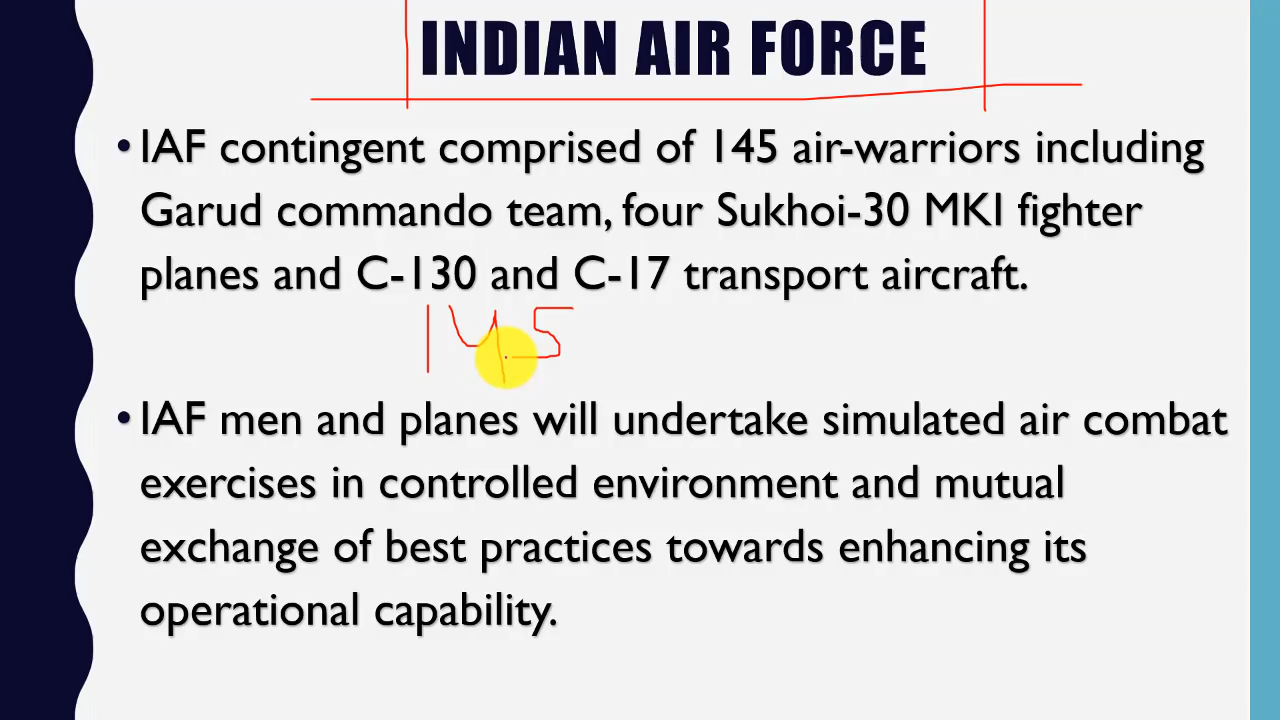 INDIAN AIR FORCE
• IAF contingent comprised of 145 air-warriors including
Garud commando team, four Sukhoi-30 MKI fighter
planes and C-130 and C-17 transport aircraft.
145
• IAF men and planes will undertake simulated air combat
exercises in controlled environment and mutual
exchange of best practices towards enhancing its
operational capability.